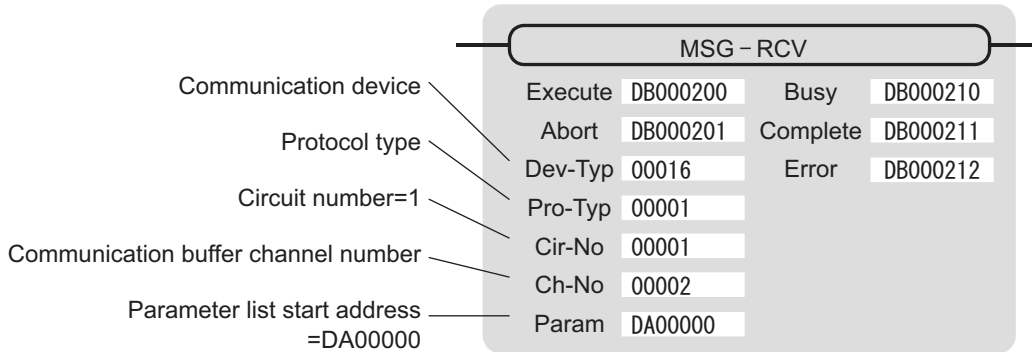 MSG-RCV
Communication device
Protocol type
Circuit number=1
Communication buffer channel number
Parameter list start address
=DA00000
Execute DB000200 Busy DB000210
Abort DB000201 Complete DB000211
Dev-Typ 00016 Error DB000212
Pro-Typ 00001
Cir-No 00001
Ch-No 00002
Param DA00000